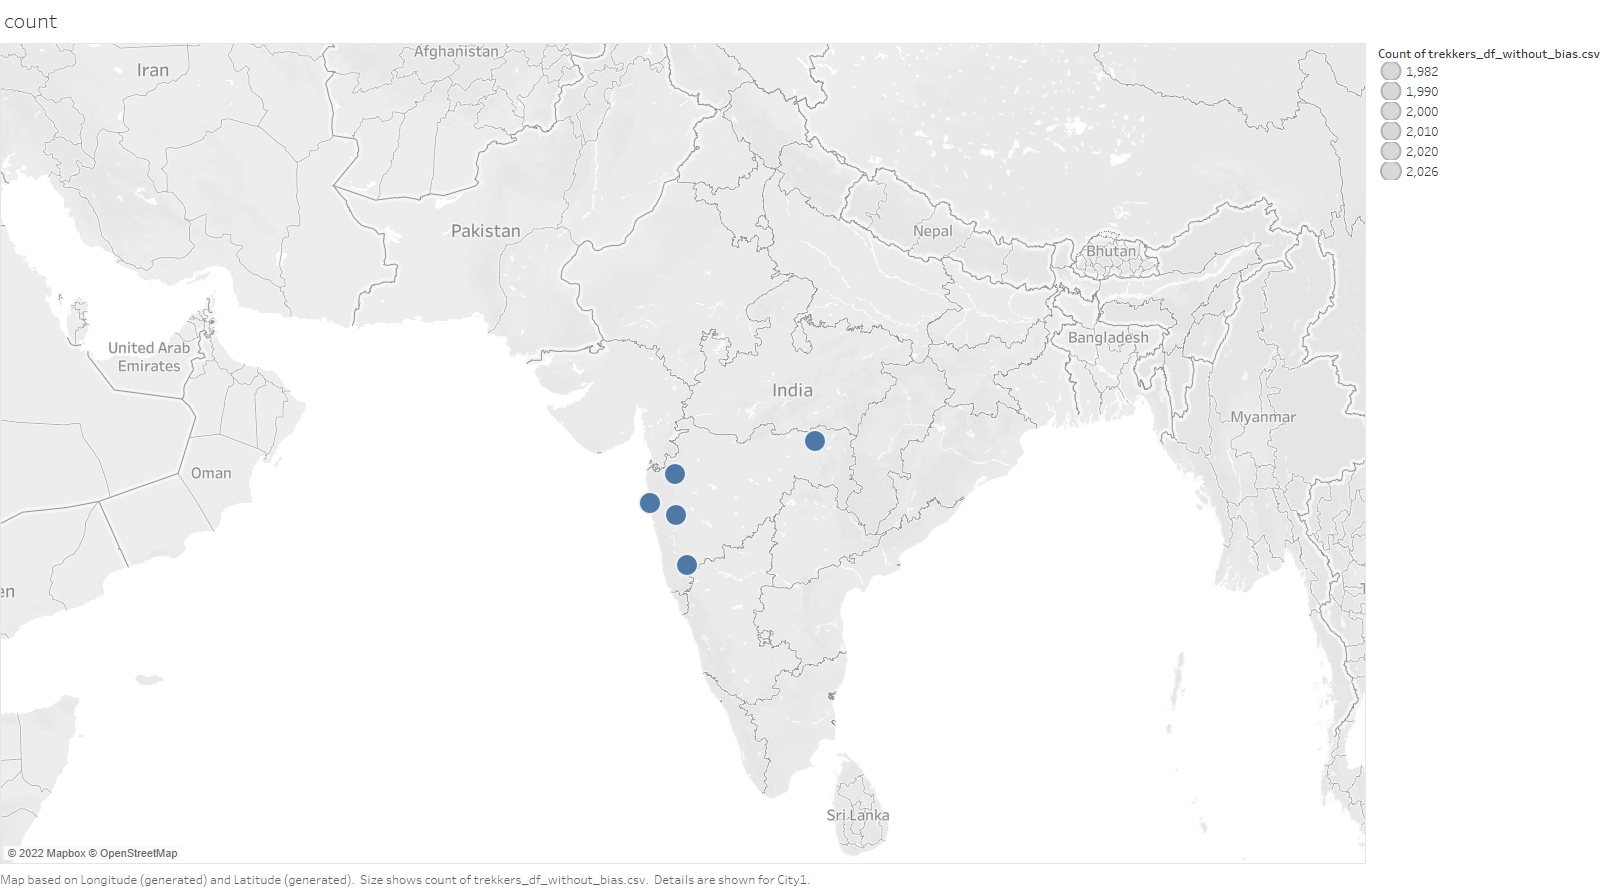 count
Count of trekkers_df_without_bias.csv
1,982
1,990
2,000
2,010
2,020
2,026
Afghanistan
Iran
Pakistan
Nepal
Bhutan
United Arab
Emirates
Bangladesh
India
Myanmar
Oman
en
Sri Lanka
© 2022 Mapbox © OpenStreetMap
Map based on Longitude (generated) and Latitude (generated).  Size shows count of trekkers_df_without_bias.csv.  Details are shown for City1.